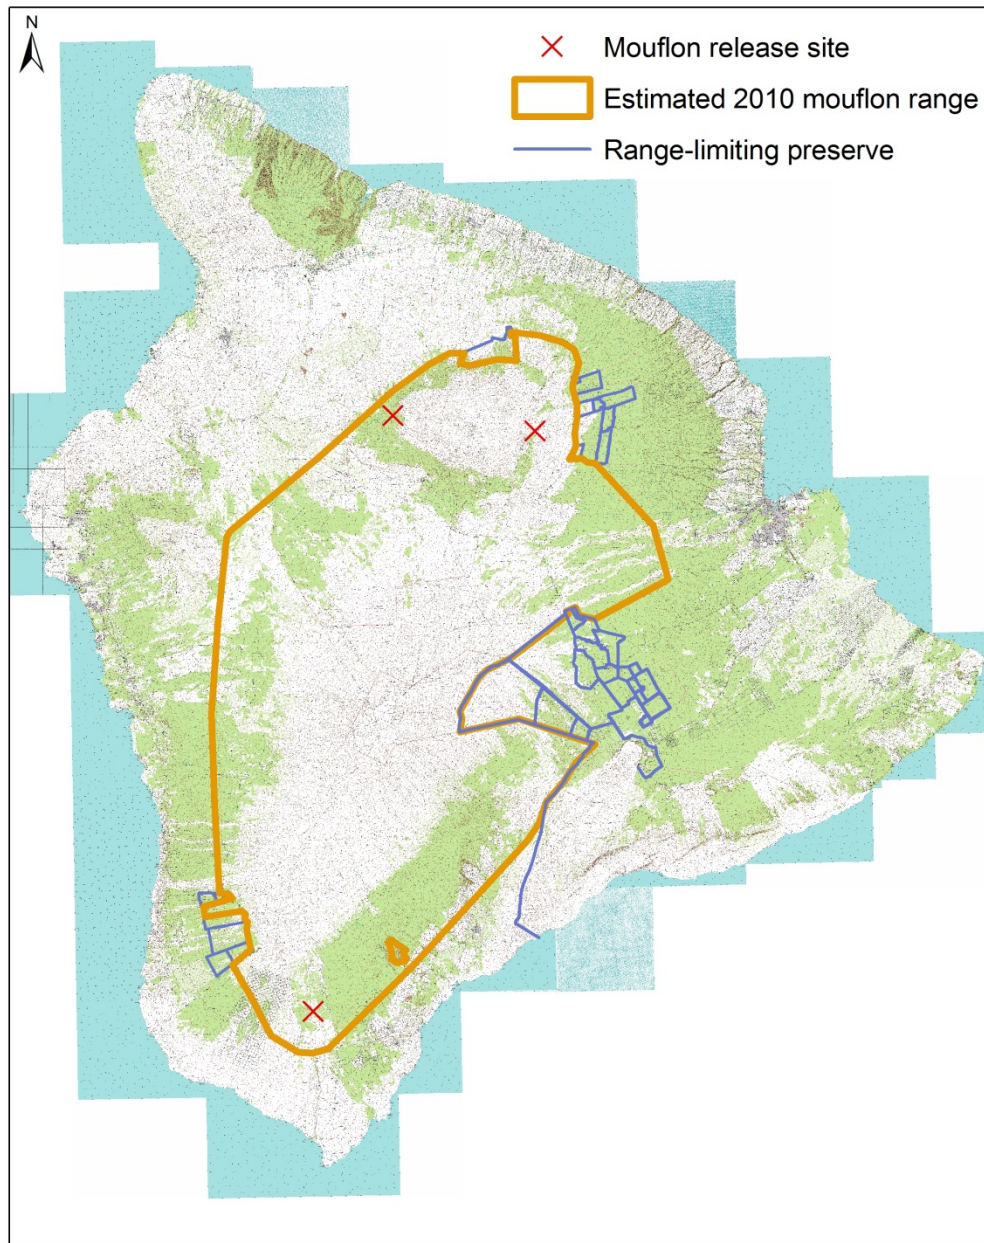 N
Mouflon release site
Estimated 2010 mouflon range
Range-limiting preserve